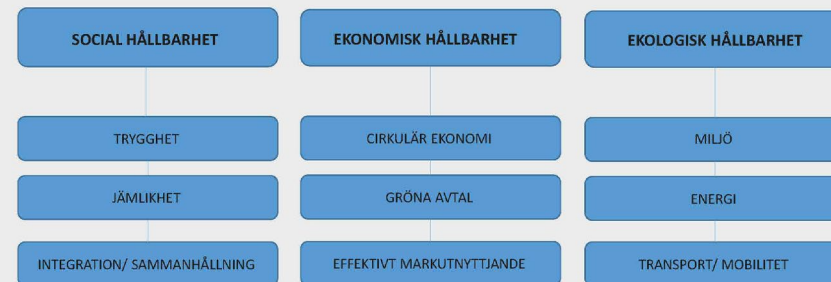 SOCIAL HÅLLBARHET
EKONOMISK HÅLLBARHET
EKOLOGISK HÅLLBARHET
TRYGGHET
CIRKULÄR EKONOMI
MILJÖ
JÄMLIKHET
GRÖNA AVTAL
ENERGI
INTEGRATION/ SAMMANHÅLLNING
EFFEKTIVT MARKUTNYTTJANDE
TRANSPORT/ MOBILITET